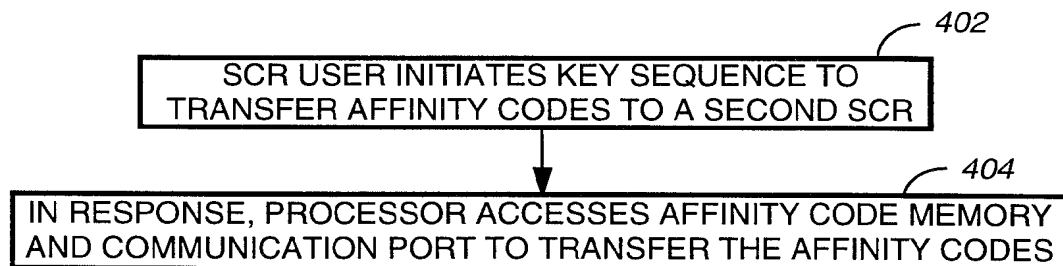 402
SCR USER INITIATES KEY SEQUENCE TO
TRANSFER AFFINITY CODES TO A SECOND SCR
404
IN RESPONSE, PROCESSOR ACCESSES AFFINITY CODE MEMORY
AND COMMUNICATION PORT TO TRANSFER THE AFFINITY CODES